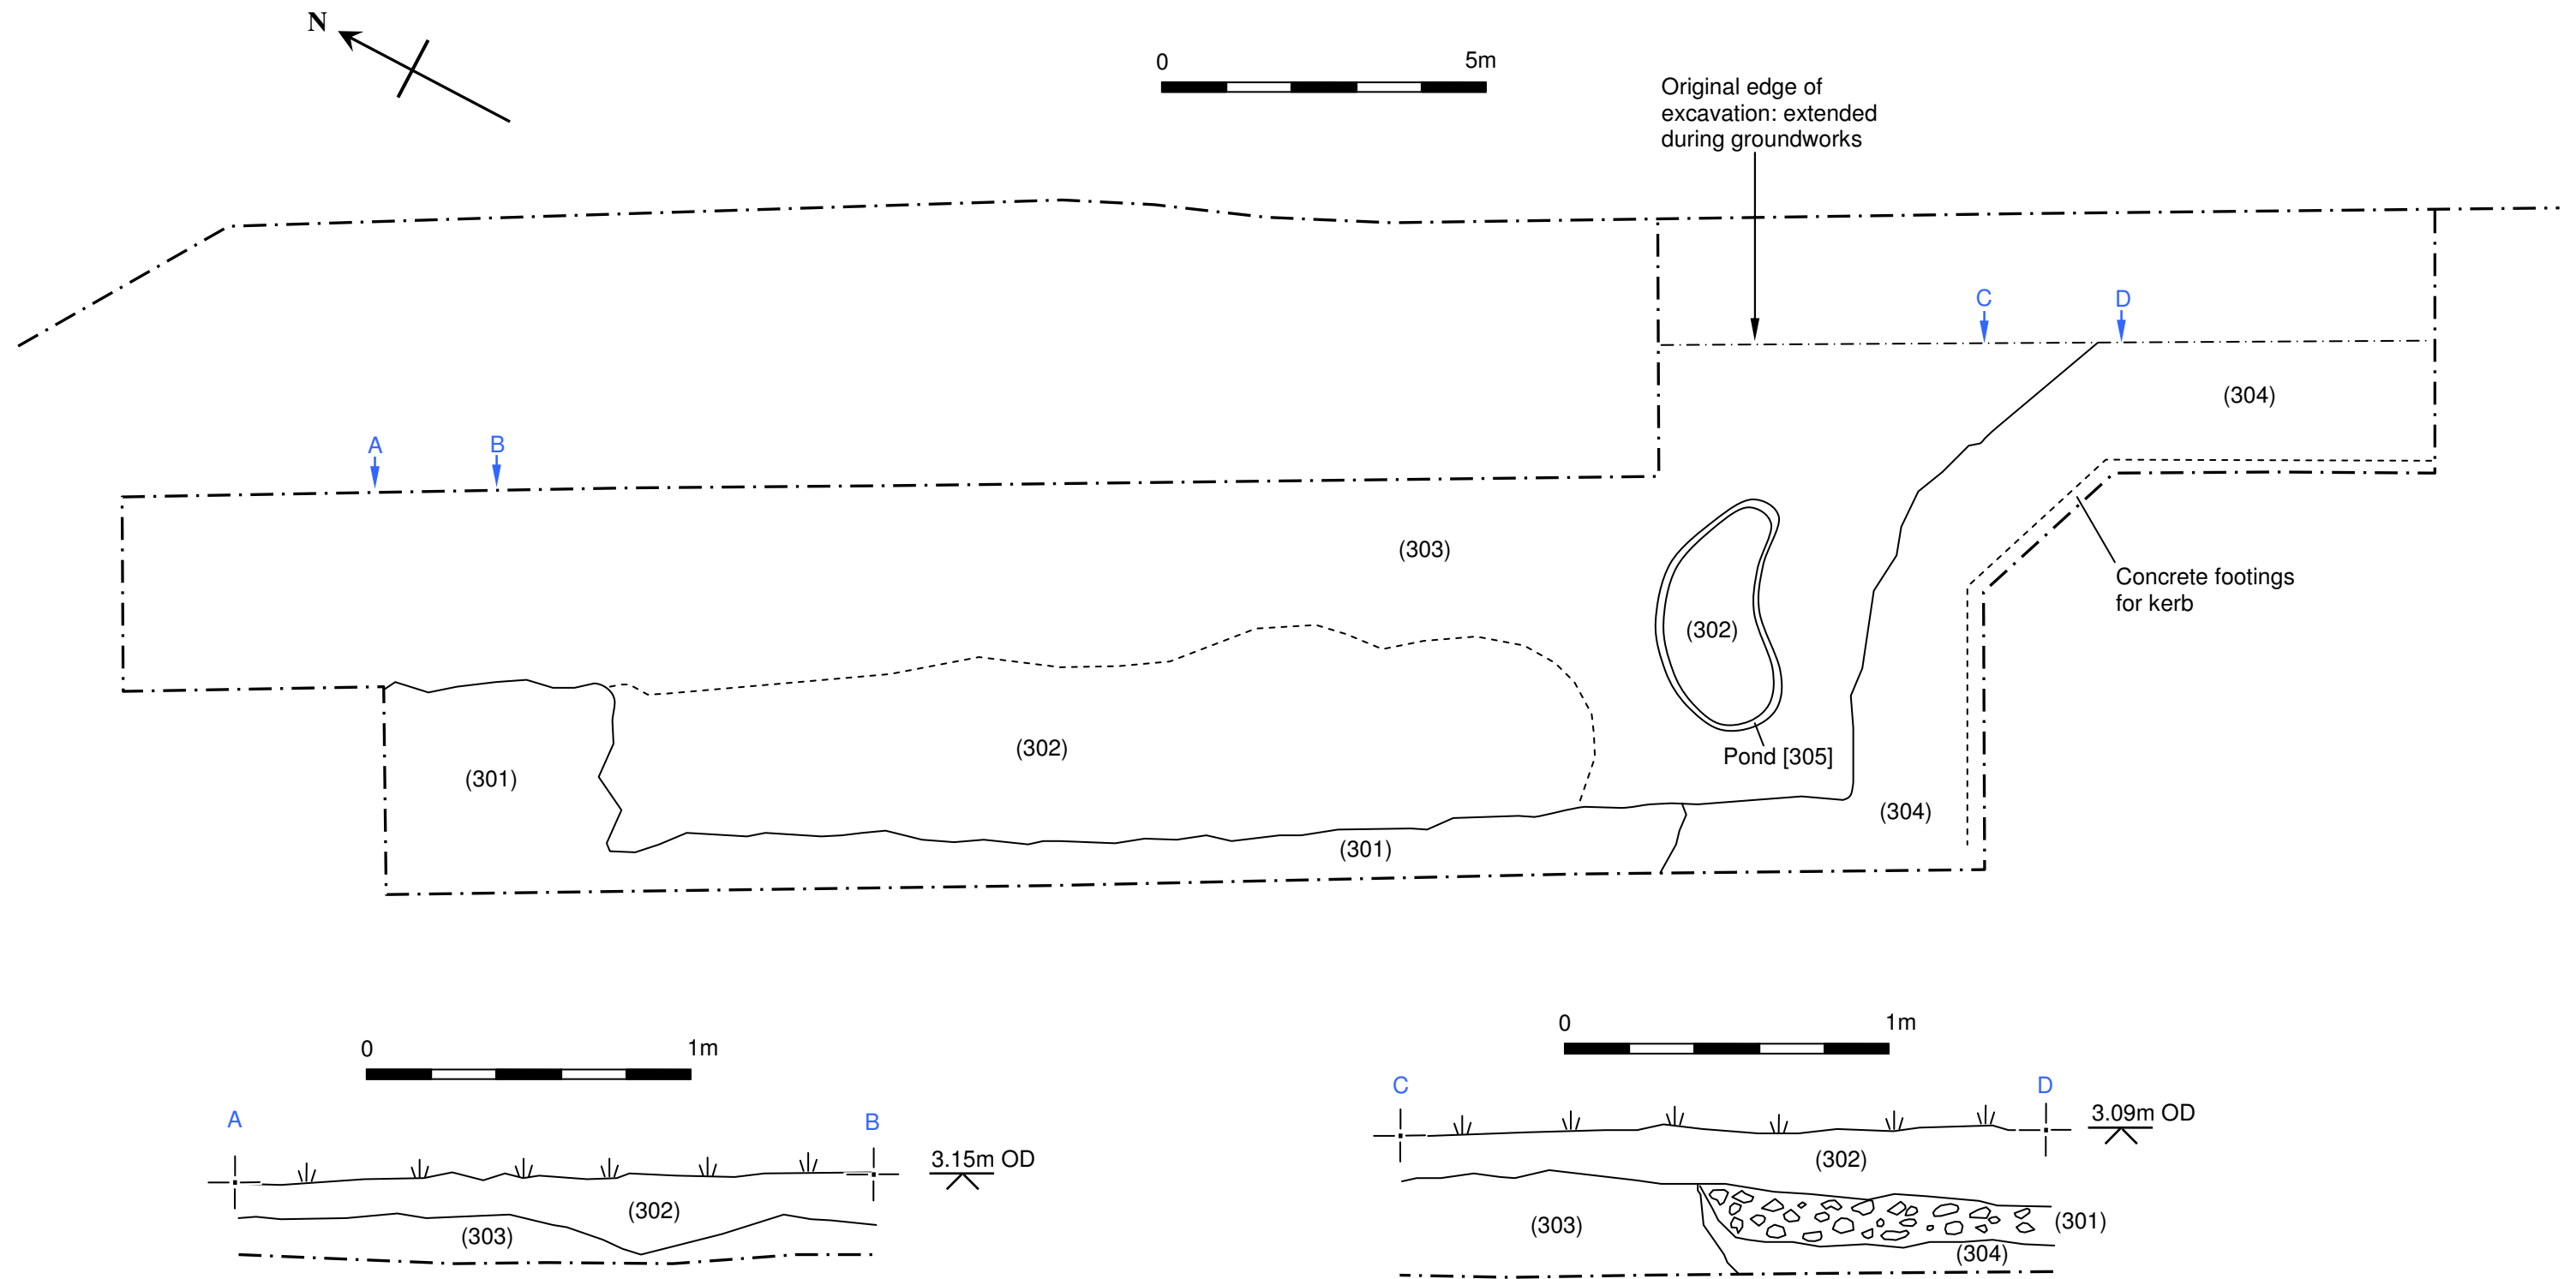 N
0 5m
Original edge of
excavation: extended
during groundworks
C D
(304)
A B
(303)
Concrete footings
for kerb
(302)
(302)
Pond [305]
(301)
(304)
(301)
0 1m
0 1m
A B
3.15m OD
(302)
(303)
C D
3.09m OD
(302)
(303)
(301)
(304)